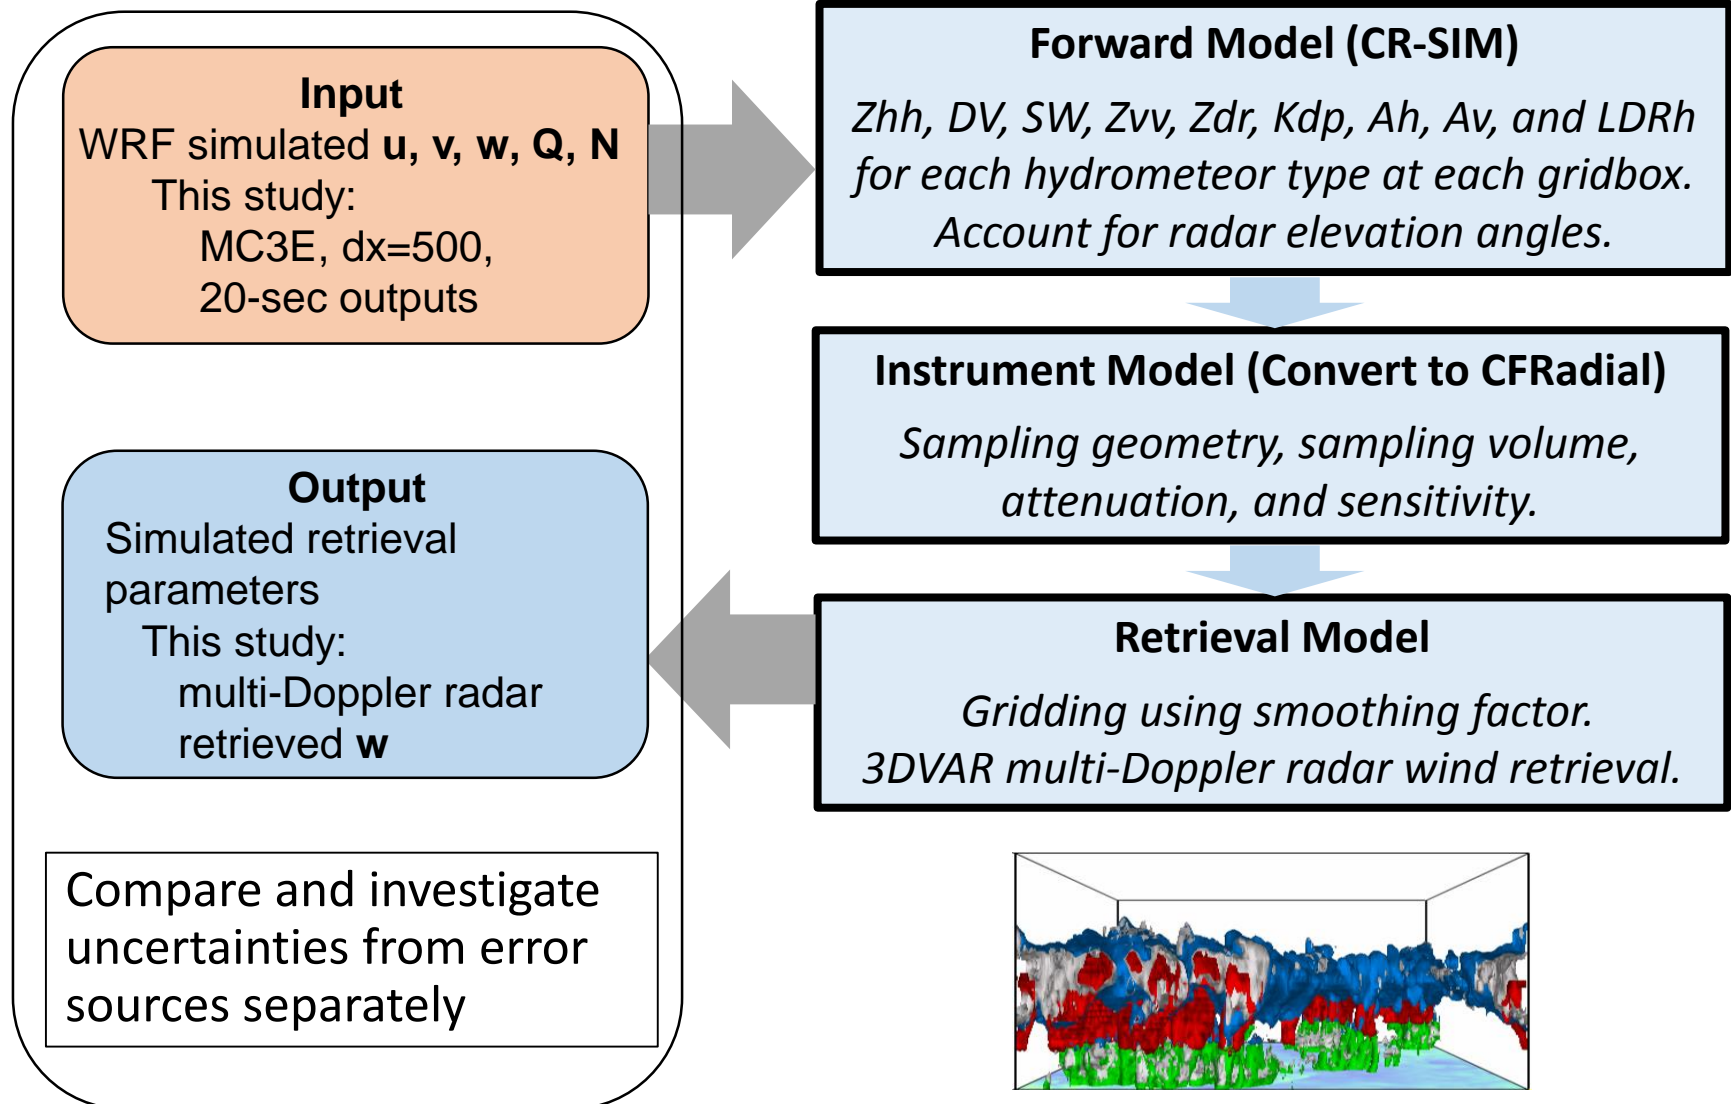 Input
WRF simulated u, v, w, Q, N
This study:
MC3E, dx=500,
20-sec outputs
Forward Model (CR-SIM)
Zhh, DV, SW, Zvv, Zdr, Kdp, Ah, Av, and LDRh
for each hydrometeor type at each gridbox.
Account for radar elevation angles.
Instrument Model (Convert to CFRadial)
Sampling geometry, sampling volume,
attenuation, and sensitivity.
Retrieval Model
Gridding using smoothing factor.
3DVAR multi-Doppler radar wind retrieval.
Output
Simulated retrieval
parameters
This study:
multi-Doppler radar
retrieved w
Compare and investigate
uncertainties from error
sources separately